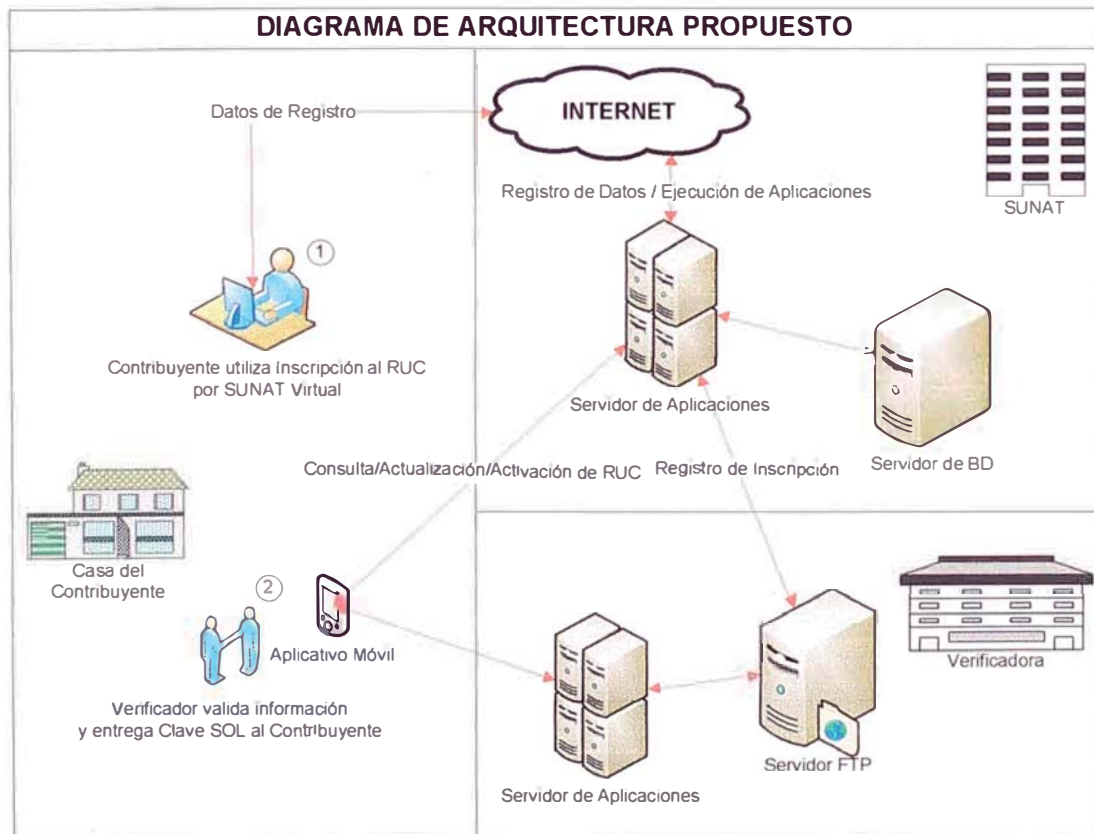 DIAGRAMA DE ARQUITECTURA PROPUESTO
INTERNET
Datos de Registro
Registro de Datos / Ejecución de Aplicaciones
SUNAT
1
Contribuyente utiliza Inscripción al RUC
por SUNAT Virtual
Servidor de Aplicaciones
Servidor de BD
Consulta/Actualización/Activación de RUC
Registro de Inscripción
Casa del
Contribuyente
2
Aplicativo Móvil
Verificadora
Verificador valida información
y entrega Clave SOL al Contribuyente
Servidor FTP
Servidor de Aplicaciones